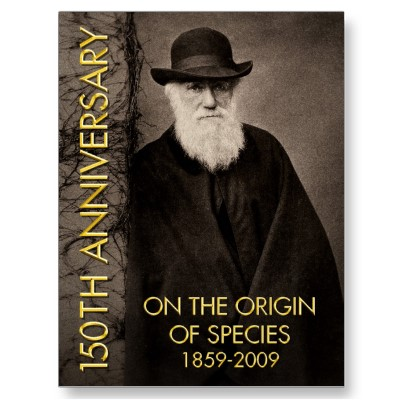 150TH ANNIVERSARY
ON THE ORIGIN
OF SPECIES
1859-2009